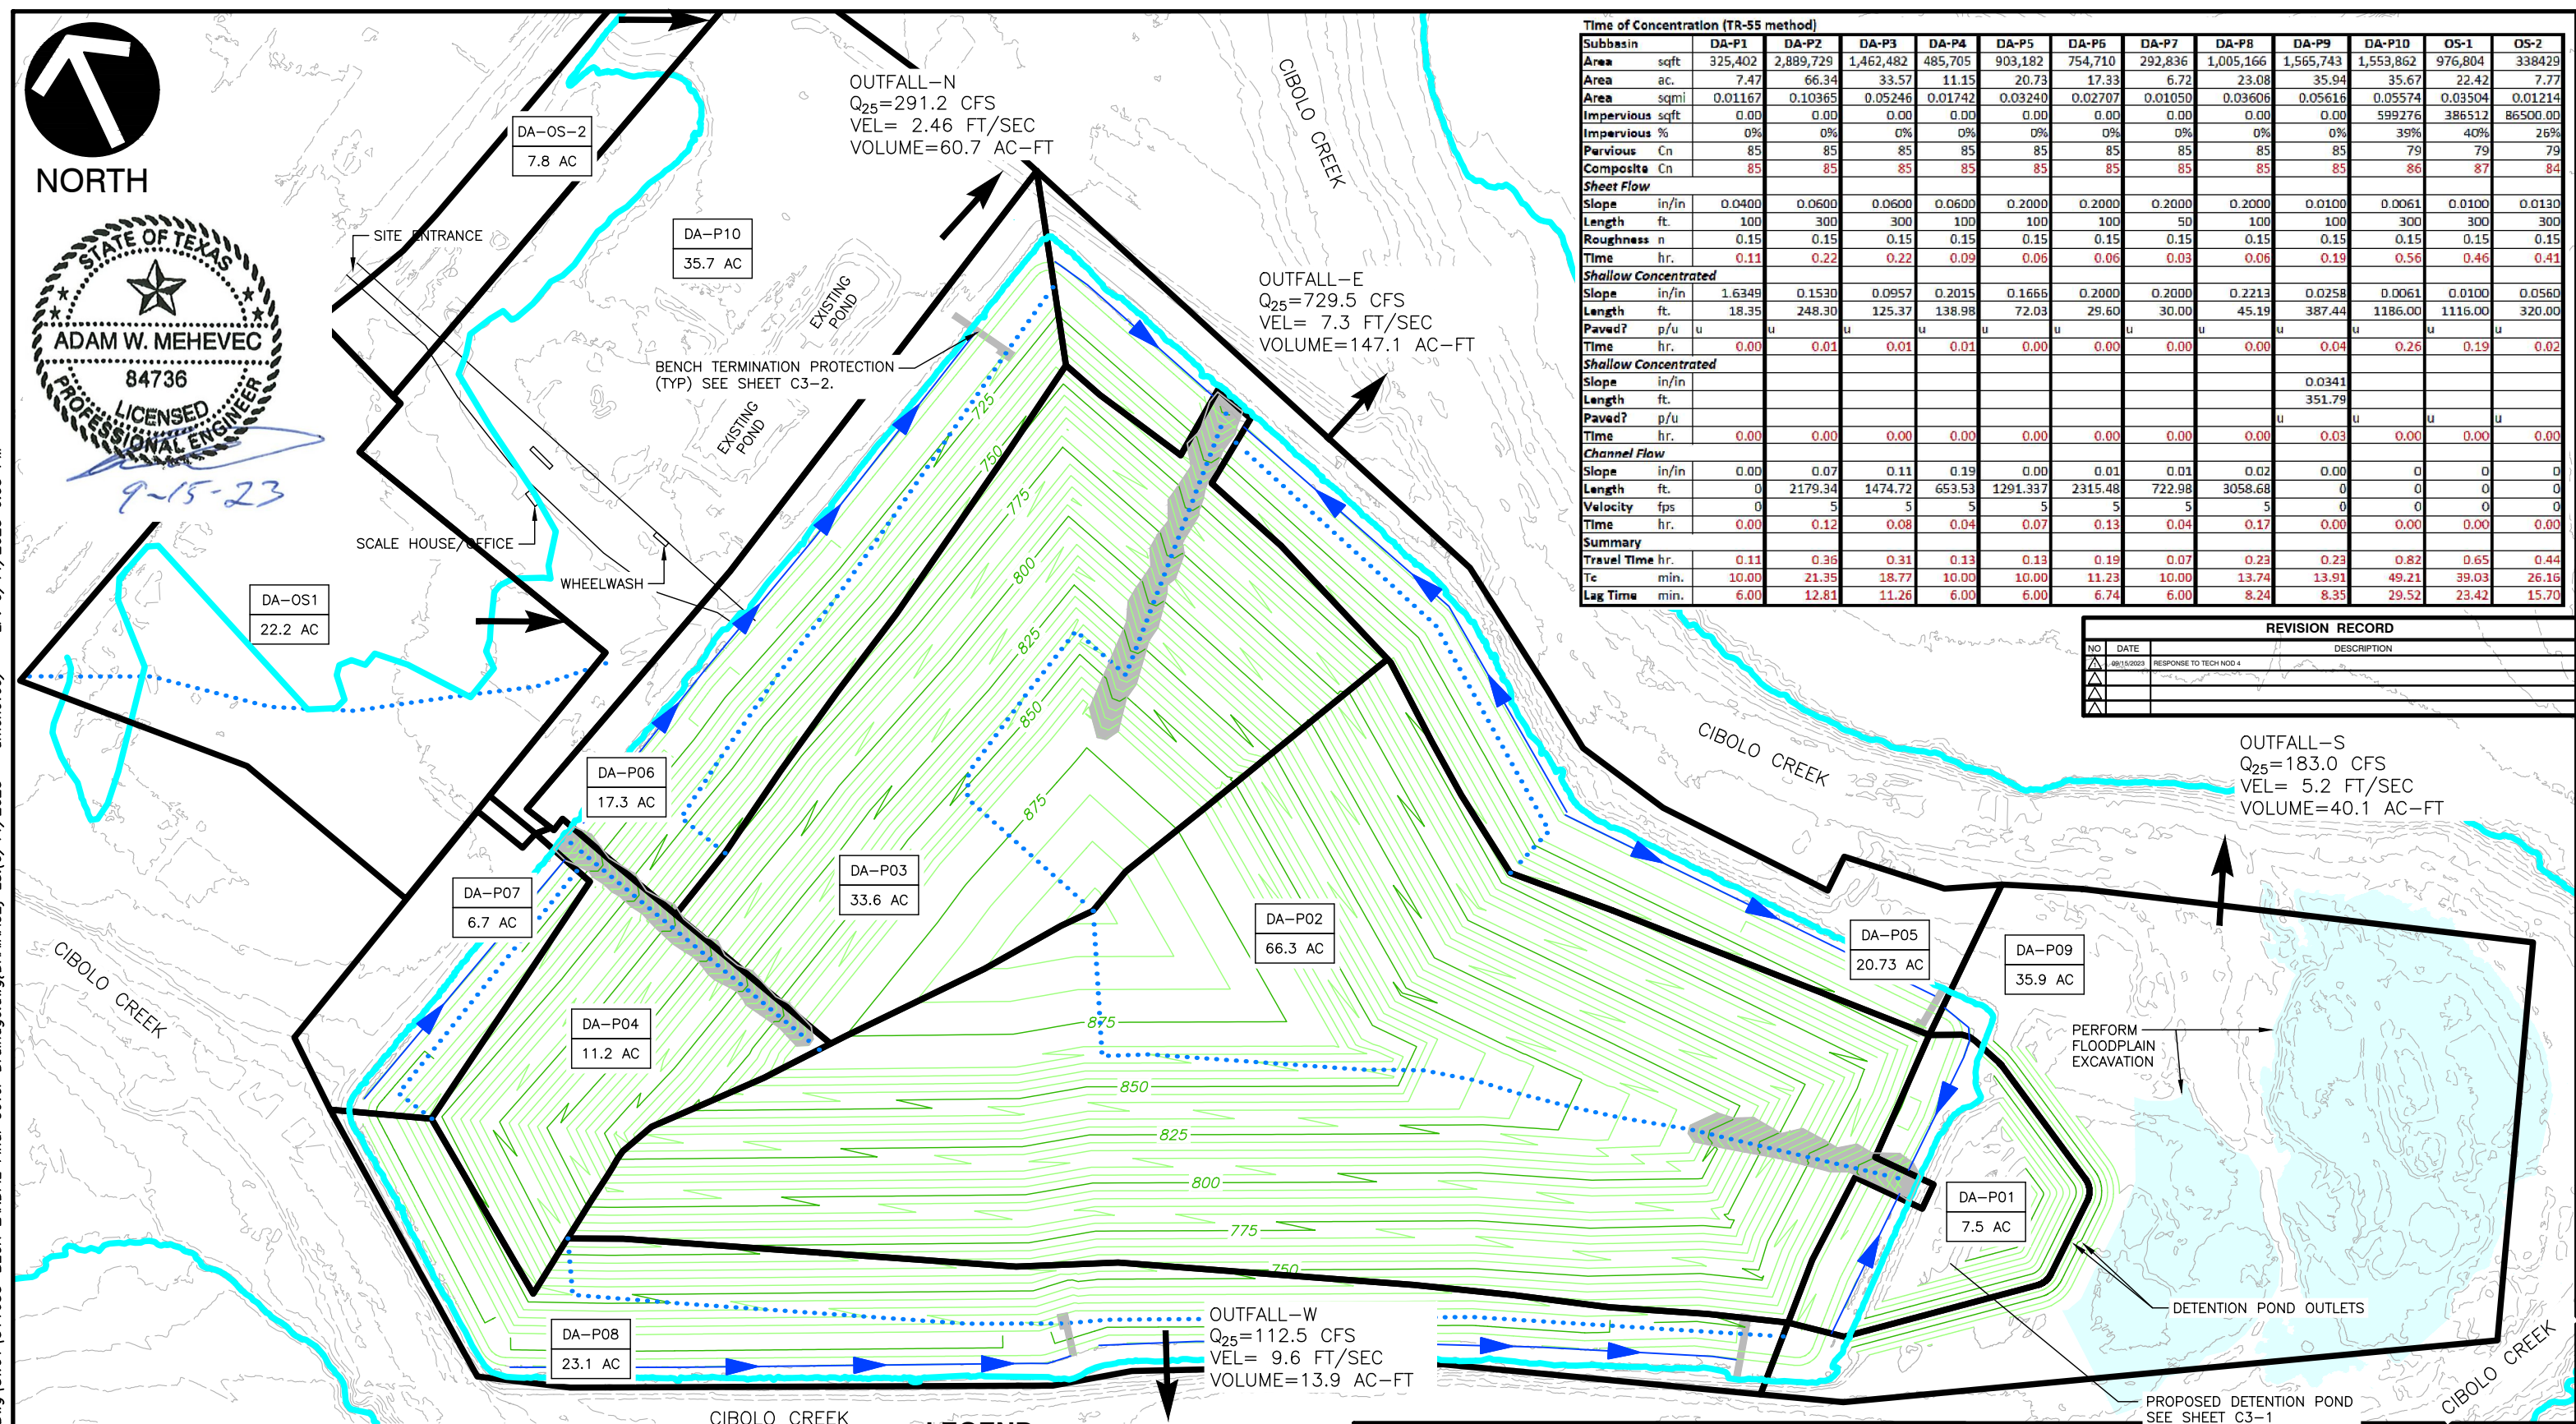 NORTH
STATE OF TEXAS
ADAM W. MEHEVEC
84736
LICENSED
PROFESSIONAL ENGINEER
9-15-23
DA-OS-2
7.8 AC
SITE ENTRANCE
OUTFALL-N
Q25=291.2 CFS
VEL= 2.46 FT/SEC
VOLUME=60.7 AC-FT
CIBOLO CREEK
DA-P10
35.7 AC
EXISTING POND
EXISTING POND
BENCH TERMINATION PROTECTION
(TYP) SEE SHEET C3-2.
OUTFALL-E
Q25=729.5 CFS
VEL= 7.3 FT/SEC
VOLUME=147.1 AC-FT
SCALE HOUSE/OFFICE
WHEELWASH
DA-OS1
22.2 AC
Time of Concentration (TR-55 method)
Subbasin DA-P1 DA-P2 DA-P3 DA-P4 DA-P5 DA-P6 DA-P7 DA-P8 DA-P9 DA-P10 OS-1 OS-2
Area sqft 325,402 2,889,729 1,462,482 485,705 903,182 754,710 292,836 1,005,166 1,565,743 1,553,862 976,804 338429
Area ac. 7.47 66.34 33.57 11.15 20.73 17.33 6.72 23.08 35.94 35.67 22.42 7.77
Area sqmi 0.01167 0.10365 0.05246 0.01742 0.03240 0.02707 0.01050 0.03606 0.05616 0.05574 0.03504 0.01214
Impervious sqft 0.00 0.00 0.00 0.00 0.00 0.00 0.00 0.00 0.00 599276 386512 86500.00
Impervious % 0% 0% 0% 0% 0% 0% 0% 0% 0% 39% 40% 26%
Pervious Cn 85 85 85 85 85 85 85 85 85 79 79 79
Composite Cn 85 85 85 85 85 85 85 85 85 86 87 84
Sheet Flow
Slope in/in 0.0400 0.0600 0.0600 0.0600 0.2000 0.2000 0.2000 0.2000 0.0100 0.0061 0.0100 0.0130
Length ft. 100 300 300 100 100 100 50 100 100 300 300 300
Roughness n 0.15 0.15 0.15 0.15 0.15 0.15 0.15 0.15 0.15 0.15 0.15 0.15
Time hr. 0.11 0.22 0.22 0.09 0.06 0.06 0.03 0.06 0.19 0.56 0.46 0.41
Shallow Concentrated
Slope in/in 1.6349 0.1530 0.0957 0.2015 0.1666 0.2000 0.2000 0.2213 0.0258 0.0061 0.0100 0.0560
Length ft. 18.35 248.30 125.37 138.98 72.03 29.60 30.00 45.19 387.44 1186.00 1116.00 320.00
Paved? p/u u u u u u u u u u u u u
Time hr. 0.00 0.01 0.01 0.01 0.00 0.00 0.00 0.00 0.04 0.26 0.19 0.02
Shallow Concentrated
Slope in/in 0.0341
Length ft. 351.79
Paved? p/u u u u u
Time hr. 0.00 0.00 0.00 0.00 0.00 0.00 0.00 0.00 0.03 0.00 0.00 0.00
Channel Flow
Slope in/in 0.00 0.07 0.11 0.19 0.00 0.01 0.01 0.02 0.00 0 0 0
Length ft. 0 2179.34 1474.72 653.53 1291.337 2315.48 722.98 3058.68 0 0 0 0
Velocity fps 0 5 5 5 5 5 5 5 0 0 0 0
Time hr. 0.00 0.12 0.08 0.04 0.07 0.13 0.04 0.17 0.00 0.00 0.00 0.00
Summary
Travel Time hr. 0.11 0.36 0.31 0.13 0.13 0.19 0.07 0.23 0.23 0.82 0.65 0.44
Tc min. 10.00 21.35 18.77 10.00 10.00 11.23 10.00 13.74 13.91 49.21 39.03 26.16
Lag Time min. 6.00 12.81 11.26 6.00 6.00 6.74 6.00 8.24 8.35 29.52 23.42 15.70
REVISION RECORD
NO DATE DESCRIPTION
09/15/2023 RESPONSE TO TECH NOD 4
725
750
775
800
825
850
875
CIBOLO CREEK
OUTFALL-S
Q25=183.0 CFS
VEL= 5.2 FT/SEC
VOLUME=40.1 AC-FT
DA-P06
17.3 AC
DA-P03
33.6 AC
DA-P07
6.7 AC
DA-P02
66.3 AC
DA-P05
20.73 AC
DA-P09
35.9 AC
CIBOLO CREEK
DA-P04
11.2 AC
PERFORM
FLOODPLAIN
EXCAVATION
875
850
825
800
775
750
DA-P01
7.5 AC
DETENTION POND OUTLETS
DA-P08
23.1 AC
OUTFALL-W
Q25=112.5 CFS
VEL= 9.6 FT/SEC
VOLUME=13.9 AC-FT
PROPOSED DETENTION POND
SEE SHEET C3-1
CIBOLO CREEK
CIBOLO CREEK
LEGEND